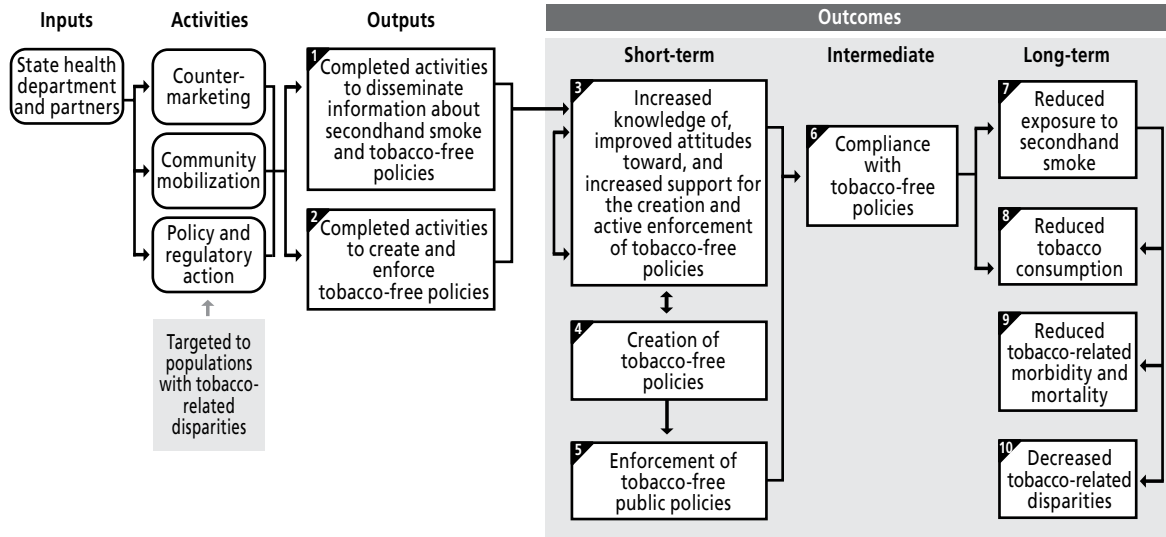 Inputs
Activities
Outputs
Outcomes
Short-term
Intermediate
Long-term
State health
department
and partners
Counter-
marketing
Community
mobilization
Policy and
regulatory
action
Targeted to
populations
with tobacco-
related
disparities
1
Completed activities
to disseminate
information about
secondhand smoke
and tobacco-free
policies
2
Completed activities
to create and
enforce
tobacco-free policies
3
Increased
knowledge of,
improved attitudes
toward, and
increased support for
the creation and
active enforcement
of tobacco-free
policies
4
Creation of
tobacco-free
policies
5
Enforcement of
tobacco-free
public policies
6
Compliance
with
tobacco-free
policies
7
Reduced
exposure to
secondhand
smoke
8
Reduced
tobacco
consumption
9
Reduced
tobacco-related
morbidity and
mortality
10
Decreased
tobacco-related
disparities